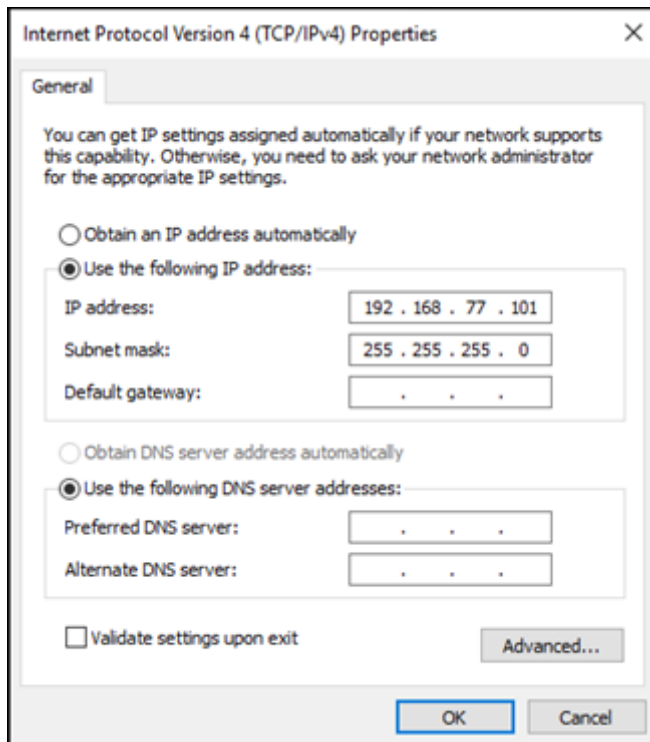 Internet Protocol Version 4 (TCP/IPv4) Properties
General
You can get IP settings assigned automatically if your network supports
this capability. Otherwise, you need to ask your network administrator
for the appropriate IP settings.
Obtain an IP address automatically
Use the following IP address:
IP address: 192 . 168 . 77 . 101
Subnet mask: 255 . 255 . 255 . 0
Default gateway: . . .
Obtain DNS server address automatically
Use the following DNS server addresses:
Preferred DNS server: . . .
Alternate DNS server: . . .
Validate settings upon exit Advanced...
OK Cancel